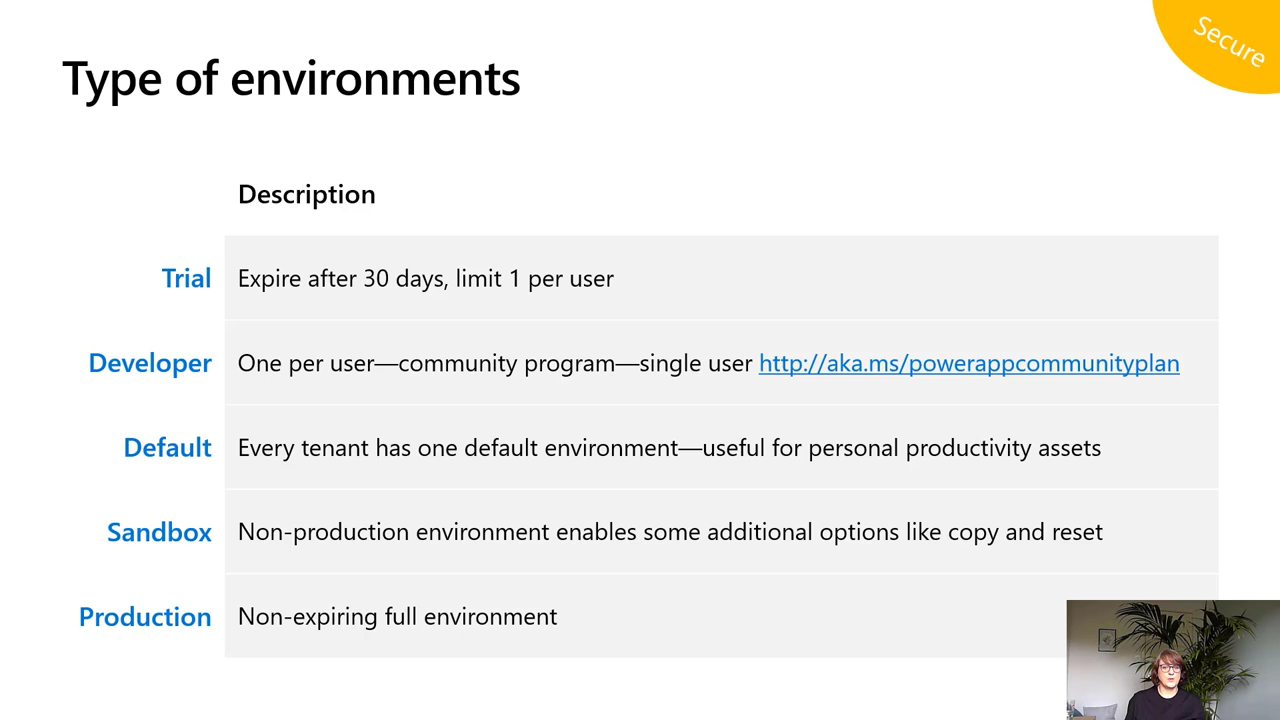 Secure
Type of environments
Description
Trial Expire after 30 days, limit 1 per user
Developer One per user—community program—single user http://aka.ms/powerappcommunityplan
Default Every tenant has one default environment—useful for personal productivity assets
Sandbox Non-production environment enables some additional options like copy and reset
Production Non-expiring full environment